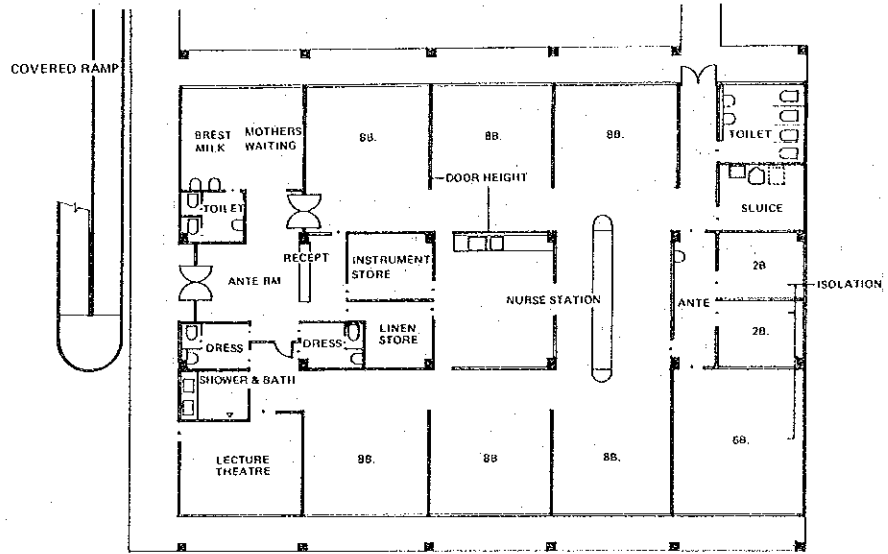 COVERED RAMP
BREST
MILK
MOTHERS
WAITING
8B.
8B.
8B.
TOILET
DOOR HEIGHT
TOILET
SLUICE
RECEPT
INSTRUMENT
STORE
ANTE RM
NURSE STATION
ANTE
2B
ISOLATION
DRESS
DRESS
LINEN
STORE
2B.
SHOWER & BATH
LECTURE
THEATRE
8B.
8B
8B.
6B.